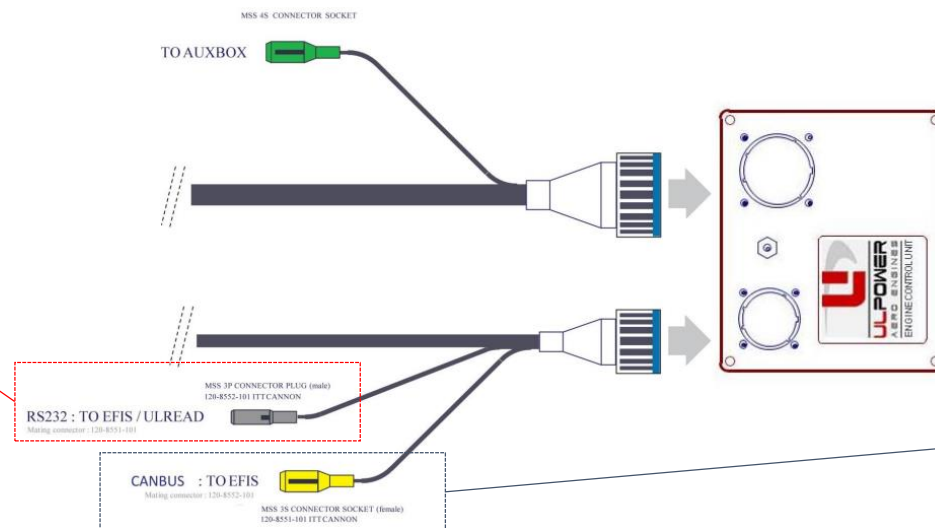 MSS 4S CONNECTOR SOCKET
TO AUXBOX
ULPOWER
AERO ENGINES
ENGINE CONTROL UNIT
MSS 3P CONNECTOR PLUG (male)
120-8552-101 ITT CANNON
RS232 : TO EFIS / ULREAD
Mating connector : 120-8551-101
CANBUS : TO EFIS
Mating connector : 120-8552-101
MSS 3S CONNECTOR SOCKET (female)
120-8551-101 ITT CANNON